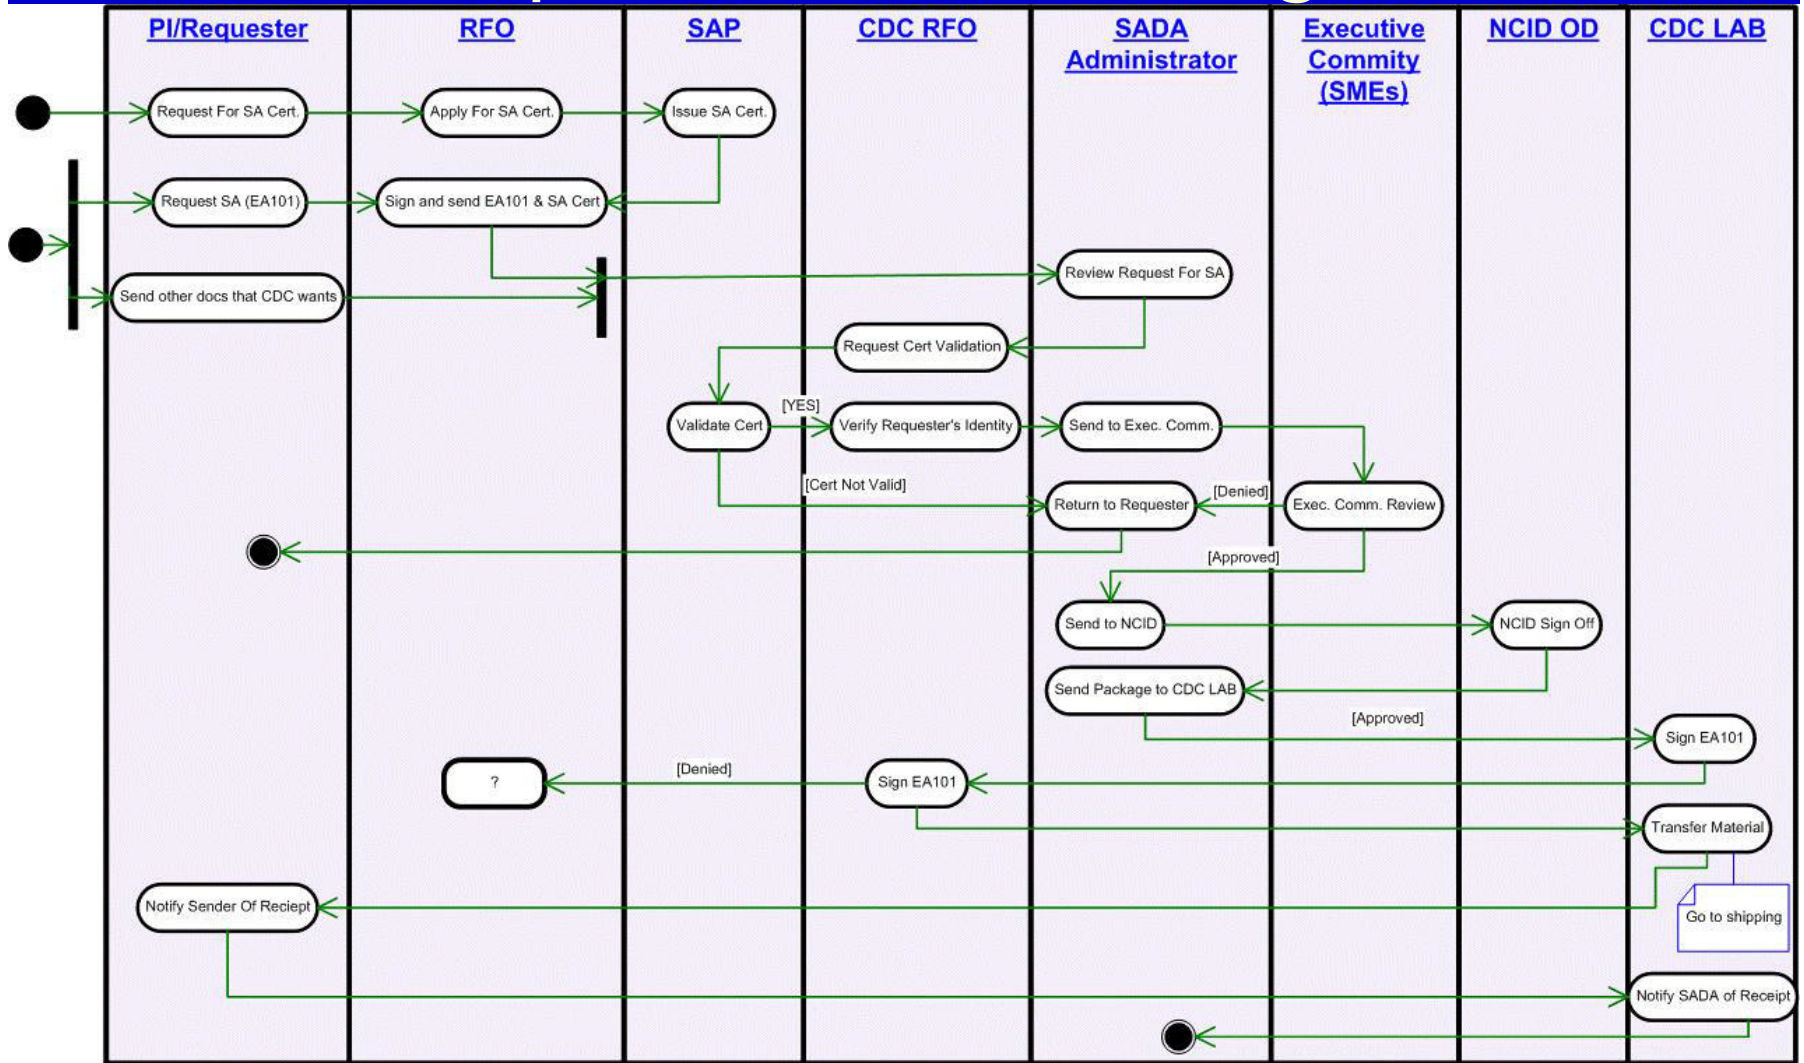 PI/Requester
RFO
SAP
CDC RFO
SADA
Administrator
Executive
Commity
(SMEs)
NCID OD
CDC LAB
Request For SA Cert.
Apply For SA Cert.
Issue SA Cert.
Request SA (EA101)
Sign and send EA101 & SA Cert
Send other docs that CDC wants
Review Request For SA
Request Cert Validation
[YES]
Validate Cert
Verify Requester's Identity
Send to Exec. Comm.
[Cert Not Valid]
Return to Requester
[Denied]
Exec. Comm. Review
[Approved]
Send to NCID
NCID Sign Off
Send Package to CDC LAB
[Approved]
Sign EA101
?
[Denied]
Sign EA101
Transfer Material
Notify Sender Of Reciept
Go to shipping
Notify SADA of Receipt